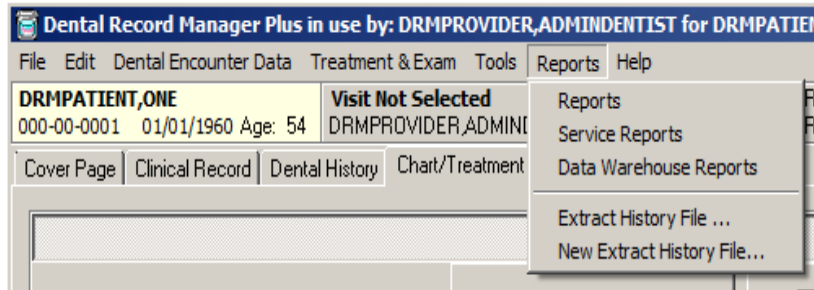 Dental Record Manager Plus in use by: DRMPROVIDER,ADMINDENTIST for DRMPATIEN
File Edit Dental Encounter Data Treatment & Exam Tools Reports Help
DRMPATIENT,ONE Visit Not Selected
000-00-0001 01/01/1960 Age: 54 DRMPROVIDER,ADMIN
Cover Page Clinical Record Dental History Chart/Treatment
Reports
Service Reports
Data Warehouse Reports
Extract History File ...
New Extract History File...